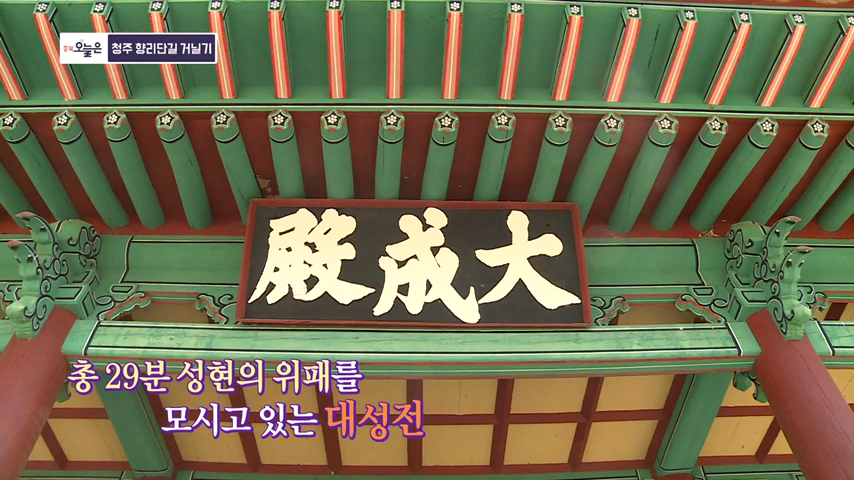 충북 오늘은
청주 향리단길 거닐기
殿成大
총 29분 성현의 위패를
모시고 있는 대성전